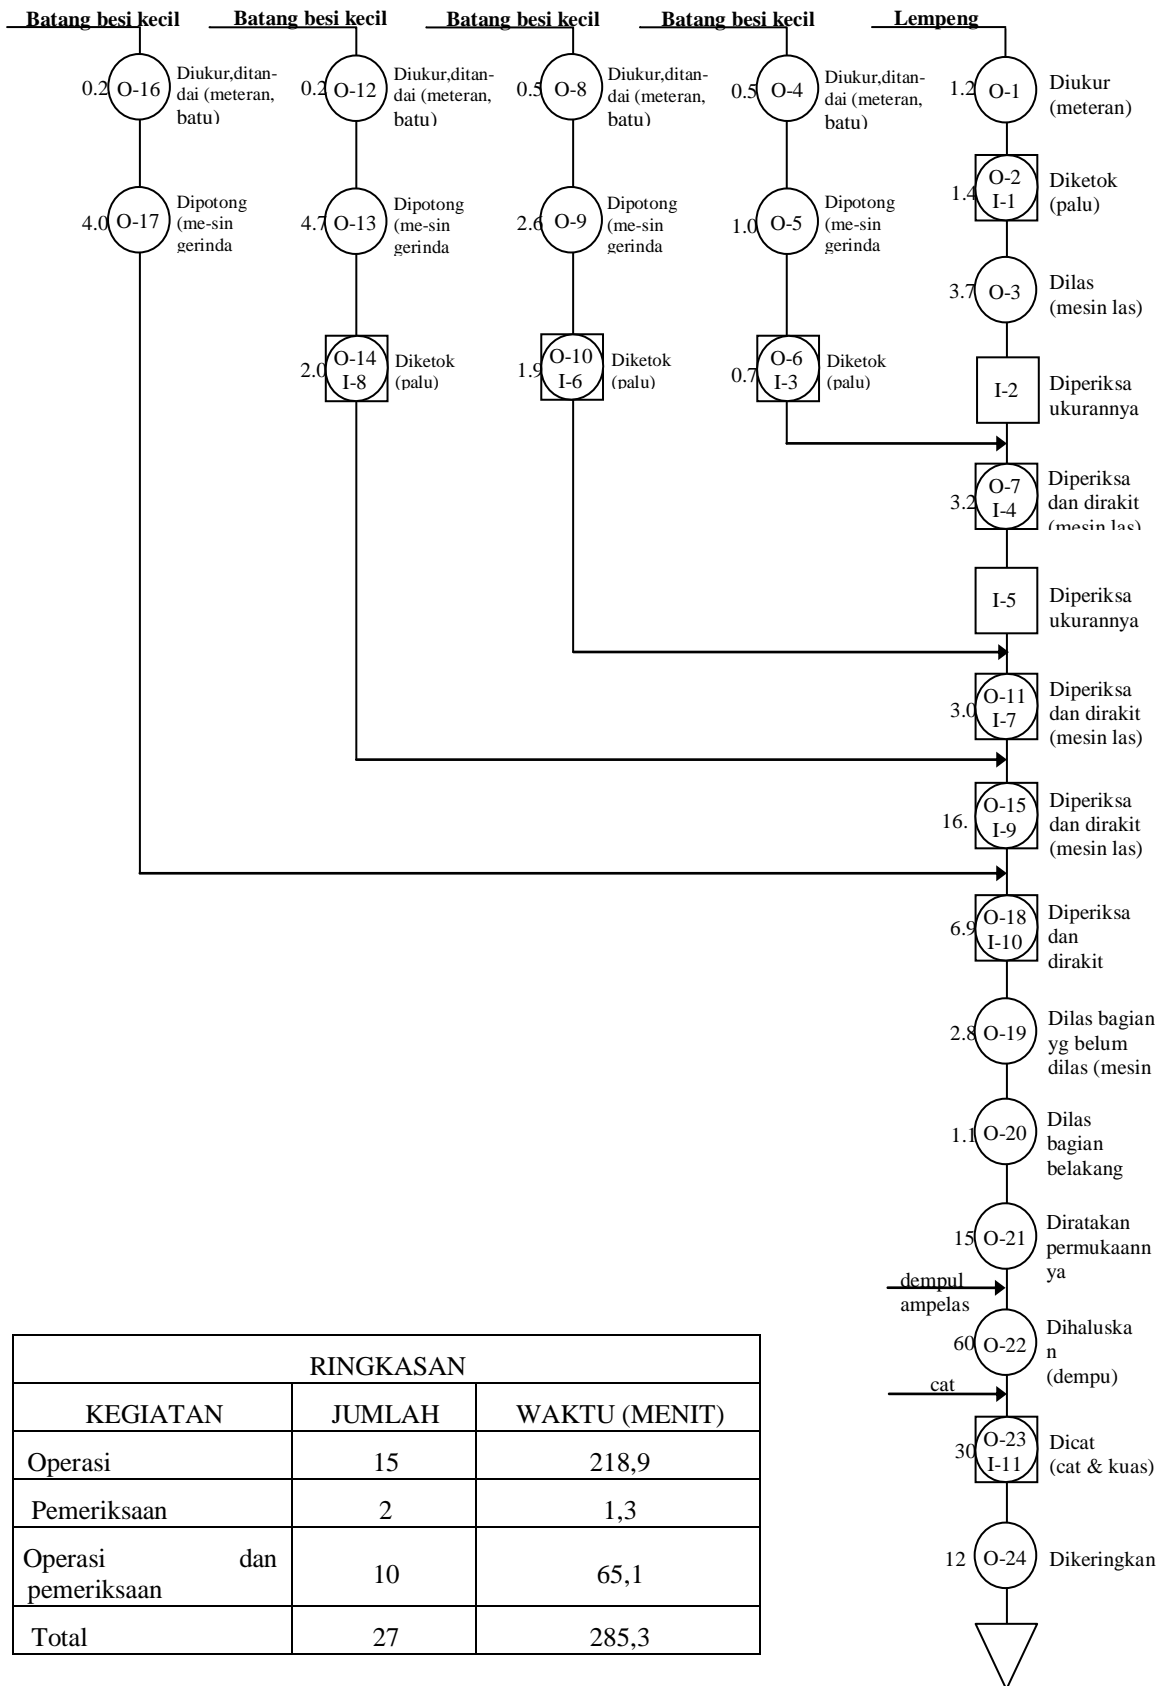 Batang besi kecil
0.2
O-16
Diukur,ditan-
dai (meteran,
batu)
4.0
O-17
Dipotong
(me-sin
gerinda
Batang besi kecil
0.2
O-12
Diukur,ditan-
dai (meteran,
batu)
4.7
O-13
Dipotong
(me-sin
gerinda
2.0
O-14
I-8
Diketok
(palu)
Batang besi kecil
0.5
O-8
Diukur,ditan-
dai (meteran,
batu)
2.6
O-9
Dipotong
(me-sin
gerinda
1.9
O-10
I-6
Diketok
(palu)
Batang besi kecil
0.5
O-4
Diukur,ditan-
dai (meteran,
batu)
1.0
O-5
Dipotong
(me-sin
gerinda
0.7
O-6
I-3
Diketok
(palu)
Lempeng
1.2
O-1
Diukur
(meteran)
1.4
O-2
I-1
Diketok
(palu)
3.7
O-3
Dilas
(mesin las)
I-2
Diperiksa
ukurannya
3.2
O-7
I-4
Diperiksa
dan dirakit
(mesin las)
I-5
Diperiksa
ukurannya
3.0
O-11
I-7
Diperiksa
dan dirakit
(mesin las)
16.
O-15
I-9
Diperiksa
dan dirakit
(mesin las)
6.9
O-18
I-10
Diperiksa
dan
dirakit
2.8
O-19
Dilas bagian
yg belum
dilas (mesin
1.1
O-20
Dilas
bagian
belakang
15
O-21
Diratakan
permukaann
ya
dempul
ampelas
60
O-22
Dihaluska
n
(dempu)
cat
30
O-23
I-11
Dicat
(cat & kuas)
12
O-24
Dikeringkan
RINGKASAN
KEGIATAN JUMLAH WAKTU (MENIT)
Operasi 15 218,9
Pemeriksaan 2 1,3
Operasi dan
pemeriksaan 10 65,1
Total 27 285,3